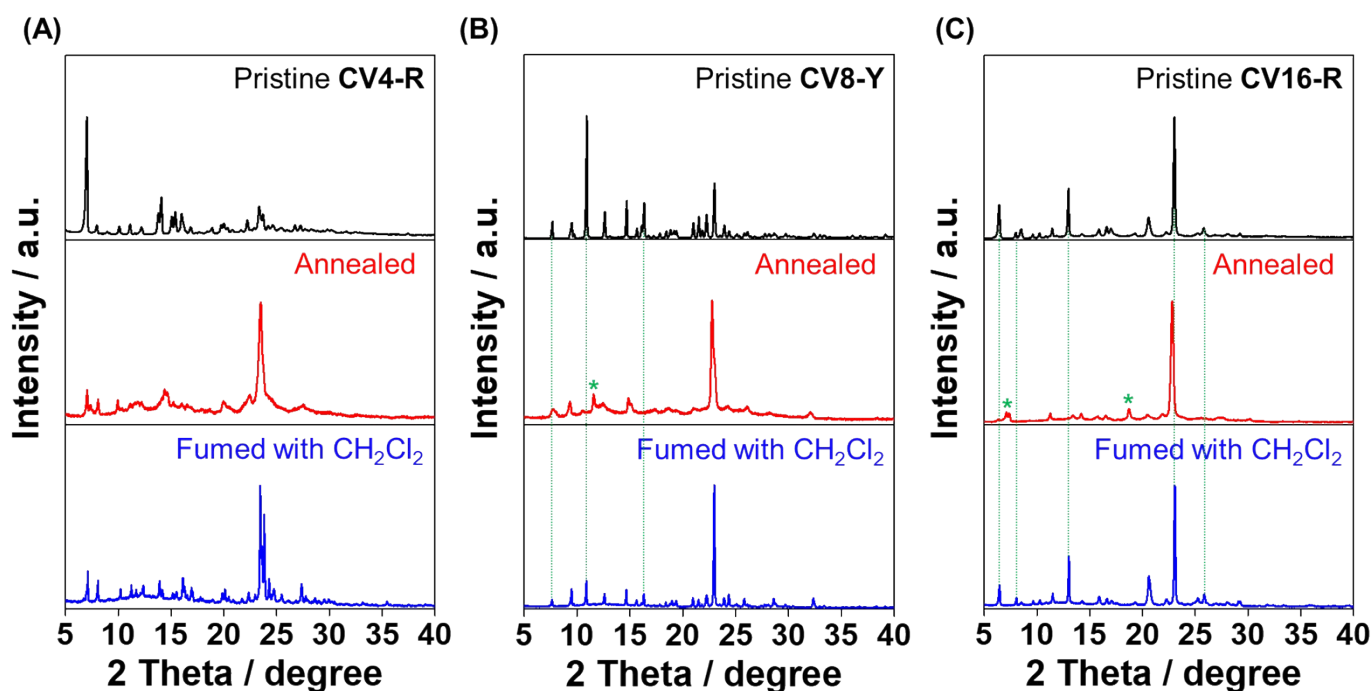 (A)
(B)
(C)
Pristine CV4-R
Annealed
Fumed with CH₂Cl₂
Pristine CV8-Y
Annealed
*
Fumed with CH₂Cl₂
Pristine CV16-R
Annealed
* *
Fumed with CH₂Cl₂
Intensity / a.u.
Intensity / a.u.
Intensity / a.u.
5 10 15 20 25 30 35 40
5 10 15 20 25 30 35 40
5 10 15 20 25 30 35 40
2 Theta / degree
2 Theta / degree
2 Theta / degree